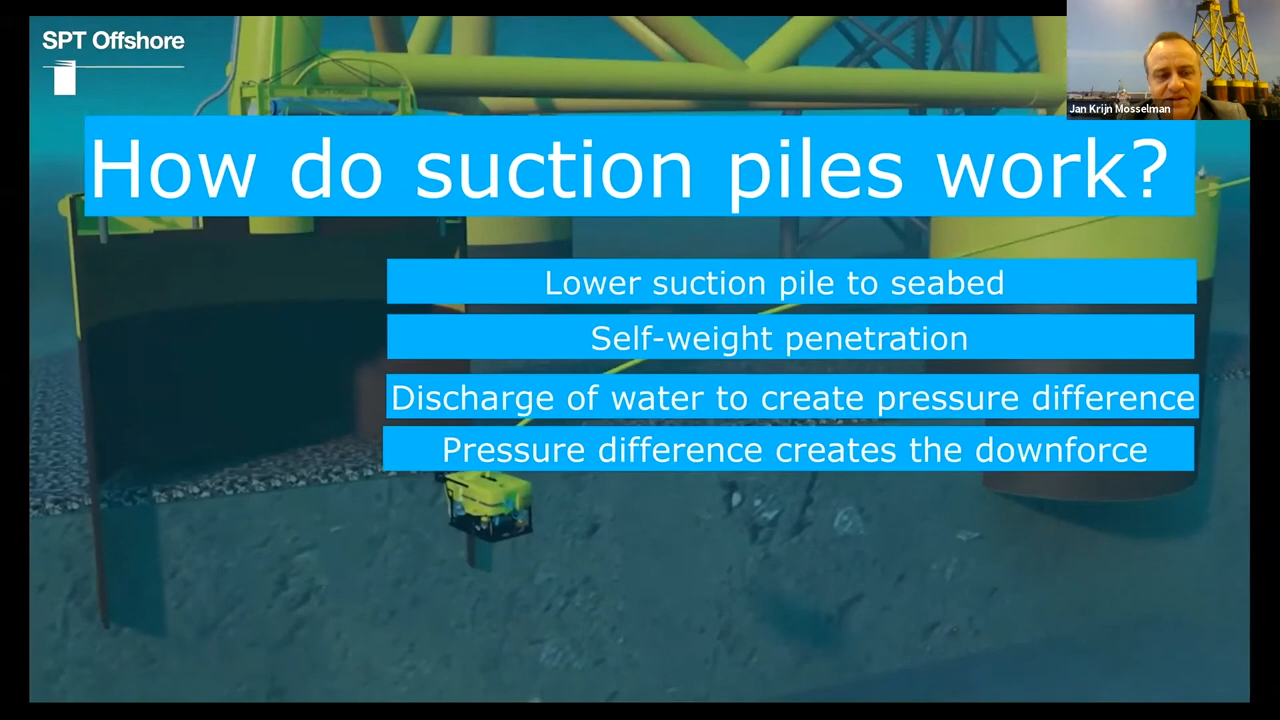 SPT Offshore
Jan Krijn Mosselman
How do suction piles work?
Lower suction pile to seabed
Self-weight penetration
Discharge of water to create pressure difference
Pressure difference creates the downforce